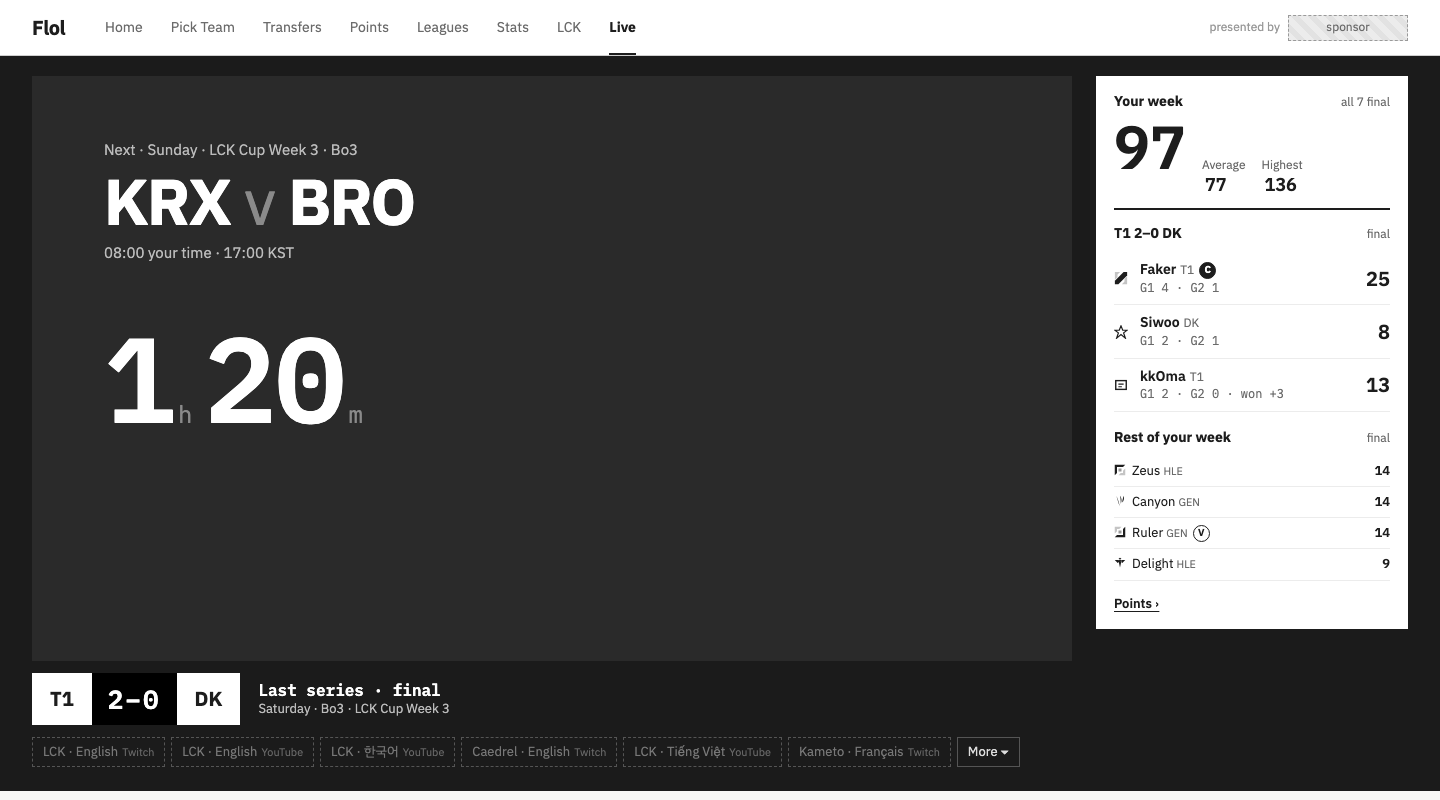 Flol Home Pick Team Transfers Points Leagues Stats LCK Live presented by sponsor
Next · Sunday · LCK Cup Week 3 · Bo3
KRX v BRO
08:00 your time · 17:00 KST
1h 20m
Your week all 7 final
97 Average 77 Highest 136
T1 2–0 DK final
Faker T1 C 25
G1 4 · G2 1
Siwoo DK 8
G1 2 · G2 1
kkOma T1 13
G1 2 · G2 0 · won +3
Rest of your week final
Zeus HLE 14
Canyon GEN 14
Ruler GEN V 14
Delight HLE 9
Points ›
T1 2–0 DK
Last series · final
Saturday · Bo3 · LCK Cup Week 3
LCK · English Twitch LCK · English YouTube LCK · 한국어 YouTube Caedrel · English Twitch LCK · Tiếng Việt YouTube Kameto · Français Twitch More